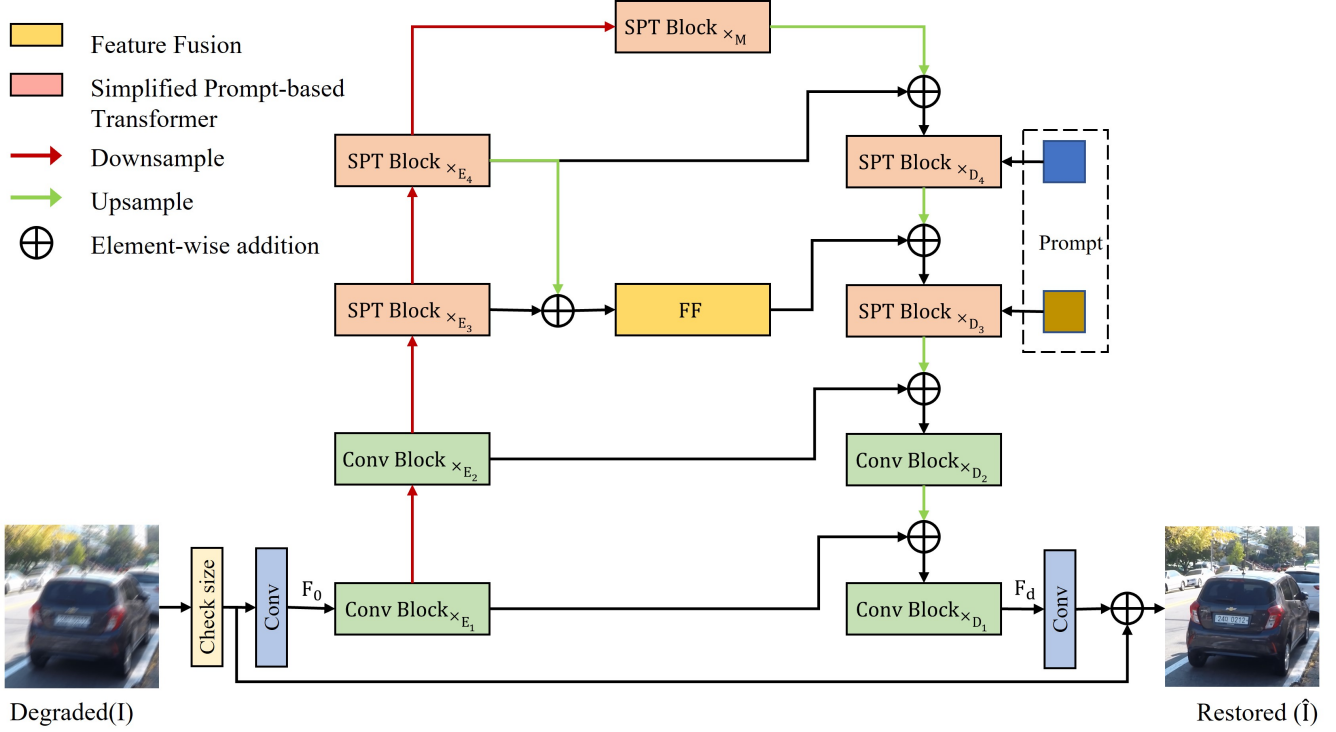 Feature Fusion
Simplified Prompt-based
Transformer
Downsample
Upsample
Element-wise addition
SPT Block ×M
SPT Block ×E4
SPT Block ×D4
Prompt
SPT Block ×E3
FF
SPT Block ×D3
Conv Block ×E2
Conv Block×D2
Check size
Conv
F0
Conv Block×E1
Conv Block×D1
Fd
Conv
Degraded(I)
Restored (Î)